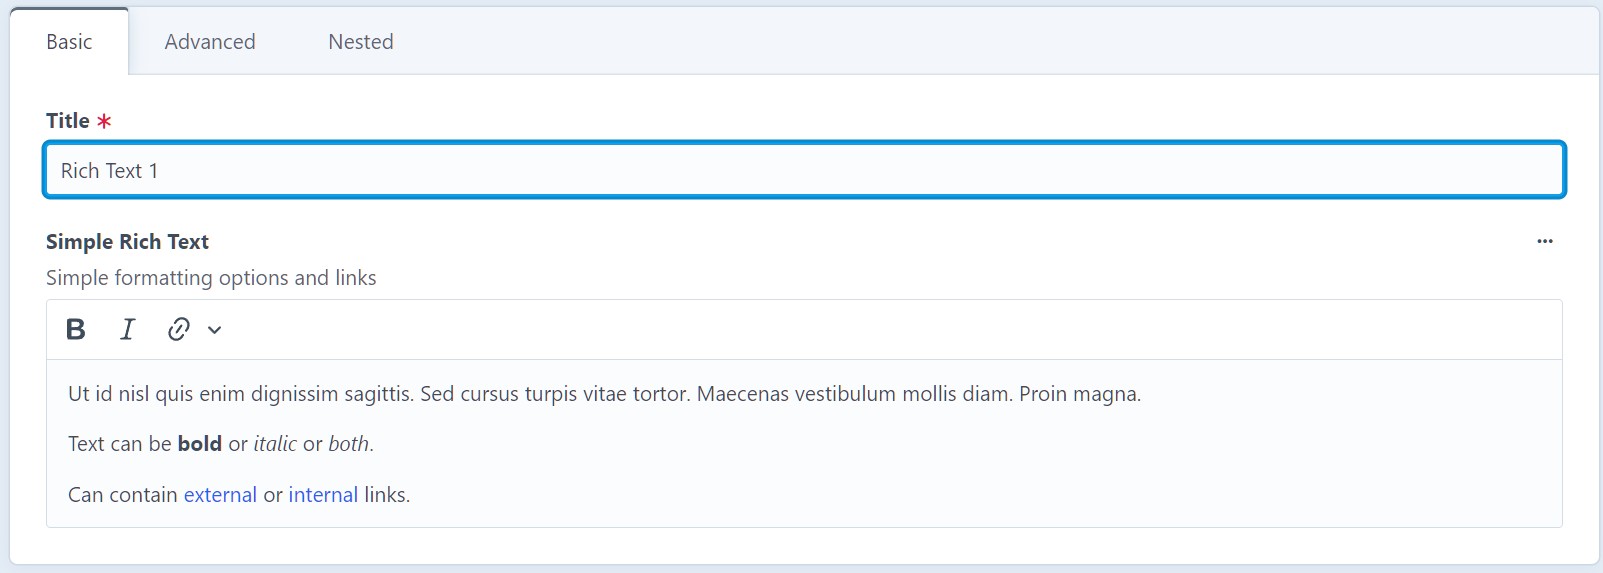 Basic Advanced Nested
Title *
Rich Text 1
Simple Rich Text ...
Simple formatting options and links
B I
Ut id nisl quis enim dignissim sagittis. Sed cursus turpis vitae tortor. Maecenas vestibulum mollis diam. Proin magna.
Text can be bold or italic or both.
Can contain external or internal links.